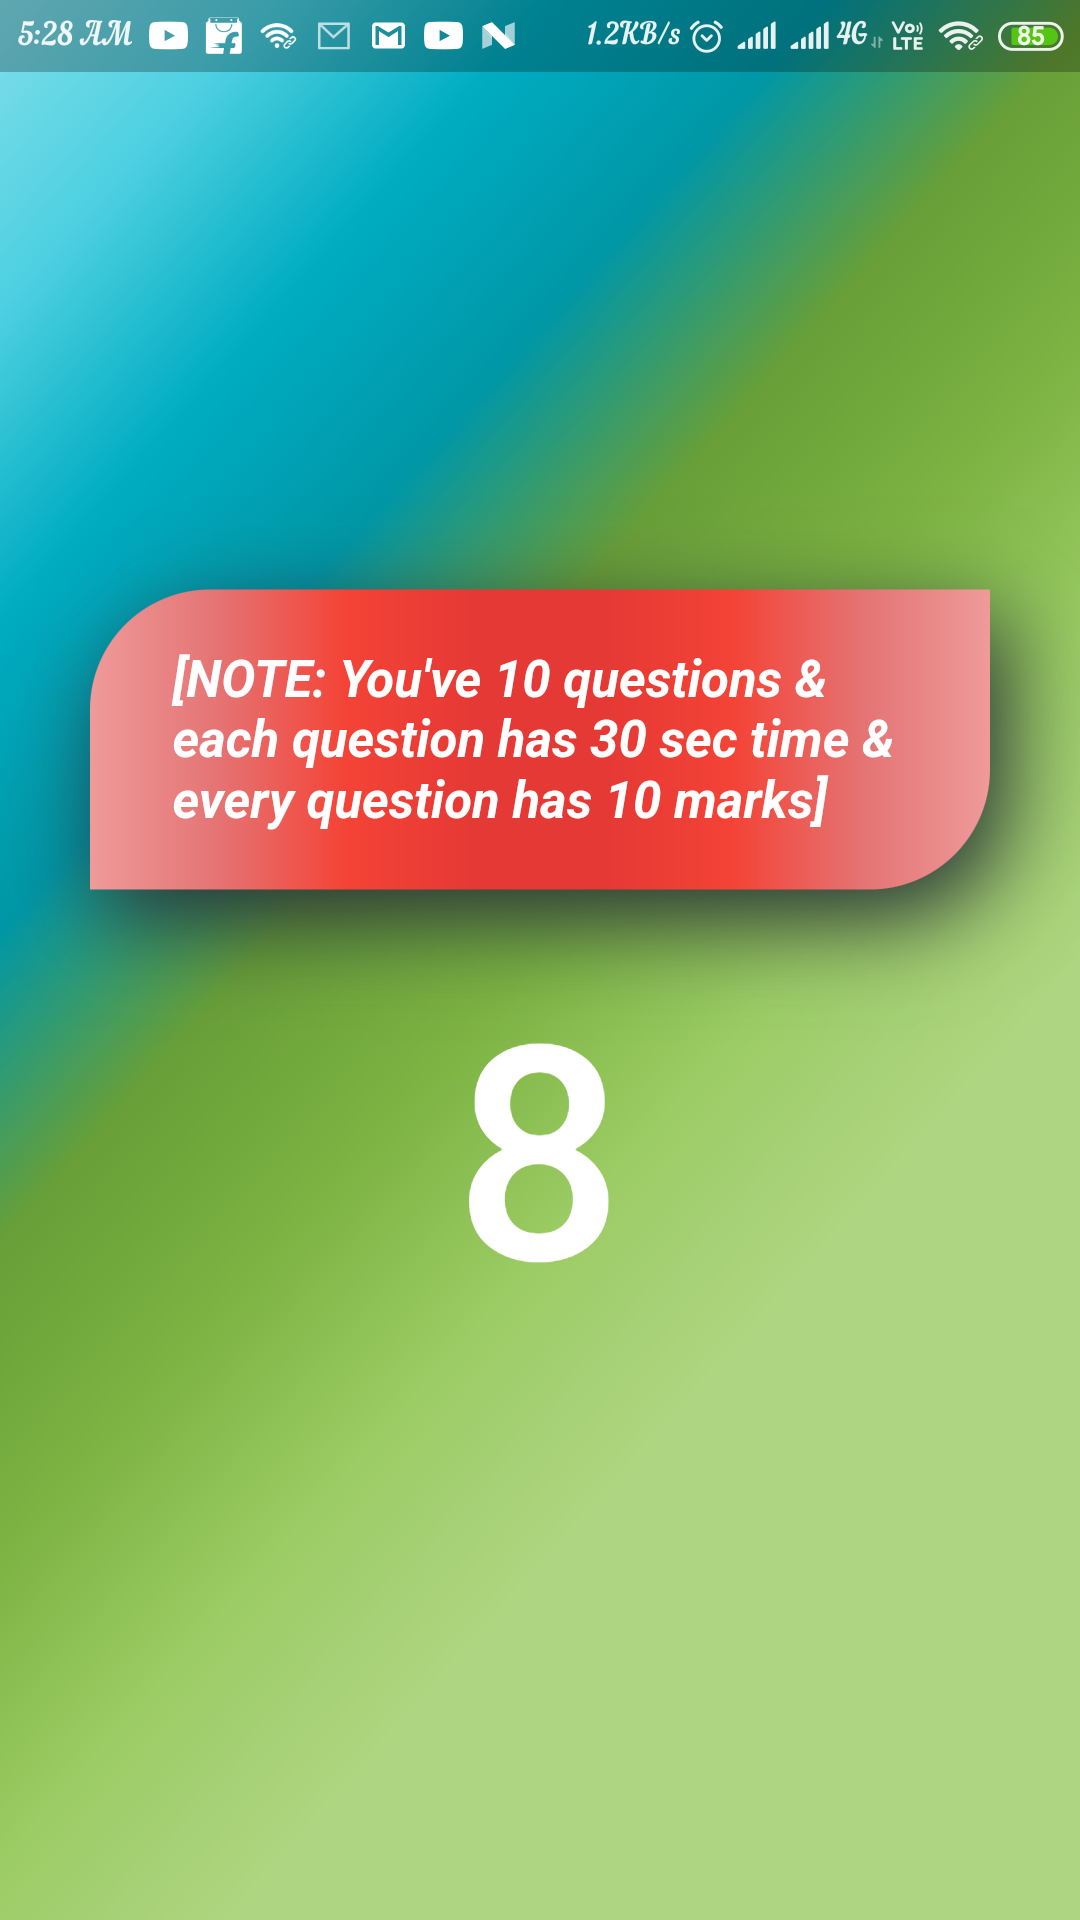 5:28 AM 1.2KB/s 4G VO LTE 85
[NOTE: You've 10 questions &
each question has 30 sec time &
every question has 10 marks]
8